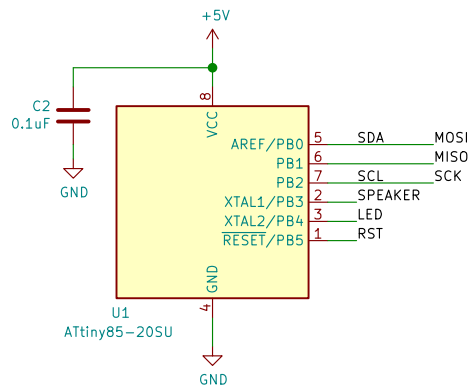 +5V
C2
0.1uF
GND
8
VCC
AREF/PB0 5 SDA MOSI
PB1 6 MISO
PB2 7 SCL SCK
XTAL1/PB3 2 SPEAKER
XTAL2/PB4 3 LED
RESET/PB5 1 RST
GND
4
U1
ATtiny85-20SU
GND